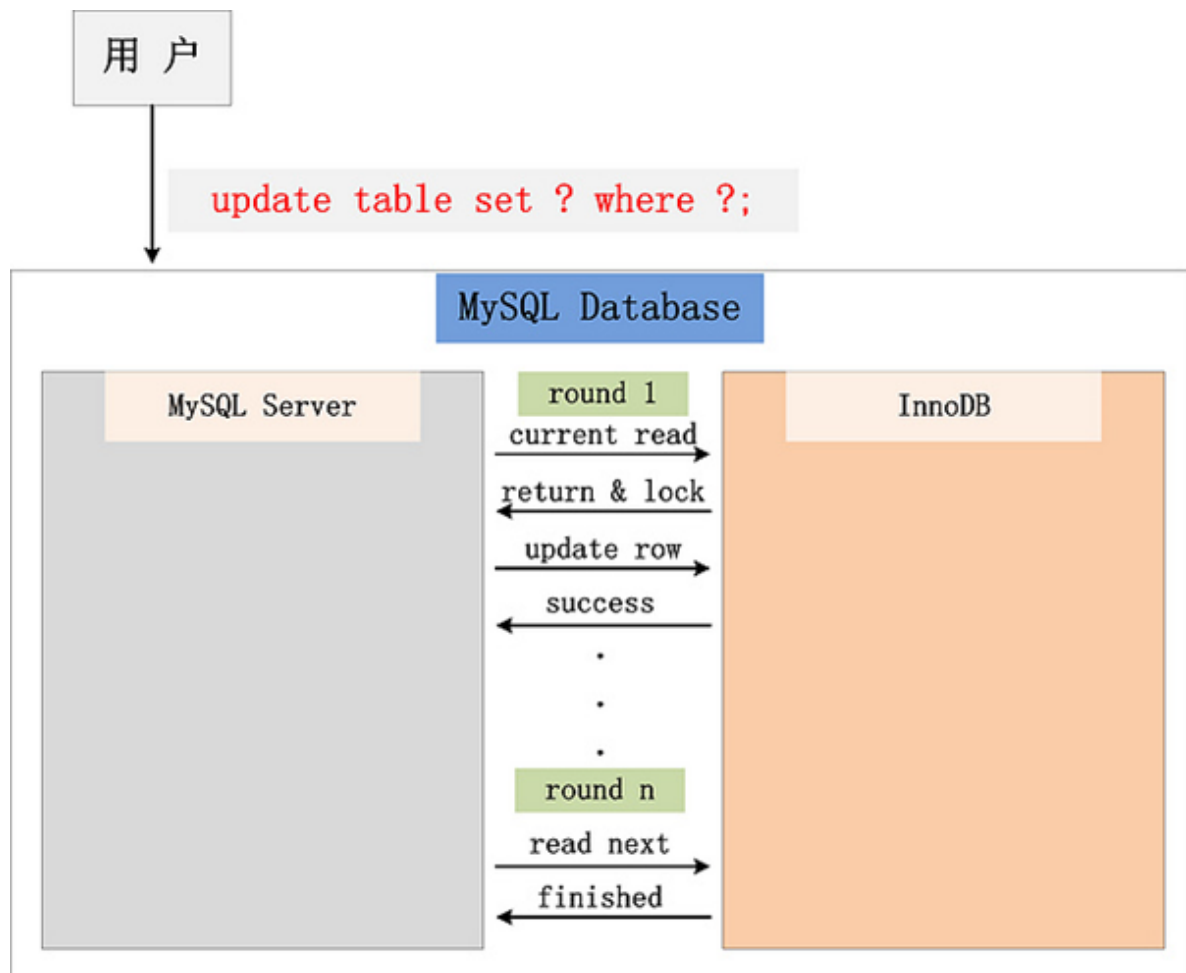 用 户
update table set ? where ?;
MySQL Database
MySQL Server
round 1
InnoDB
current read
return & lock
update row
success
.
.
.
round n
read next
finished